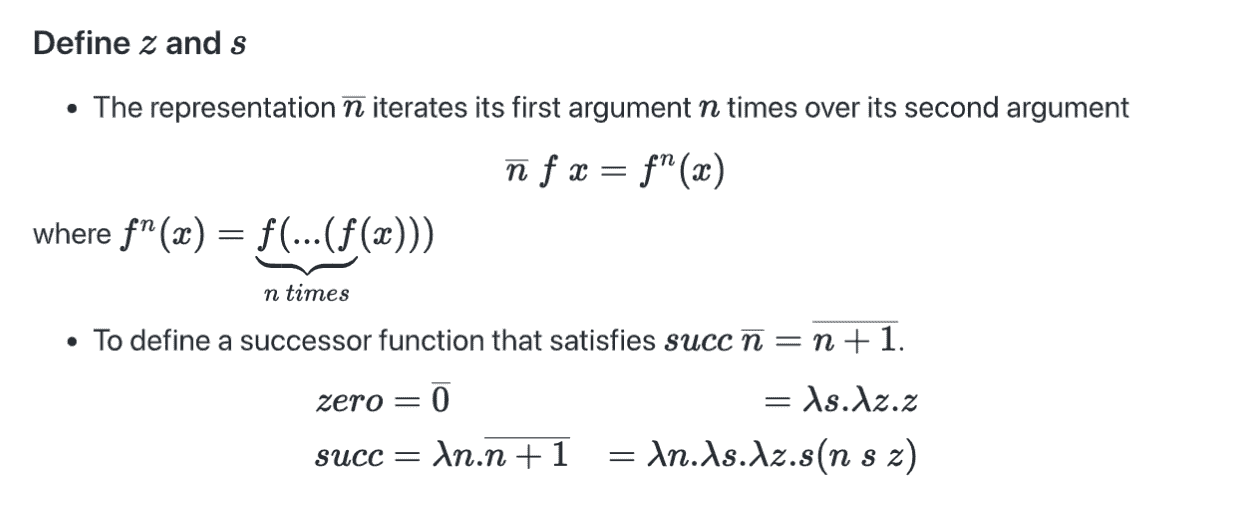 Define z and s
• The representation n̅ iterates its first argument n times over its second argument
n̅ f x = fⁿ(x)
where fⁿ(x) = f(...(f(x)))
n times
• To define a successor function that satisfies succ n̅ = n̅ ̅+̅ ̅1̅.
zero = 0̅ = λs.λz.z
succ = λn.n̅ ̅+̅ ̅1̅ = λn.λs.λz.s(n s z)